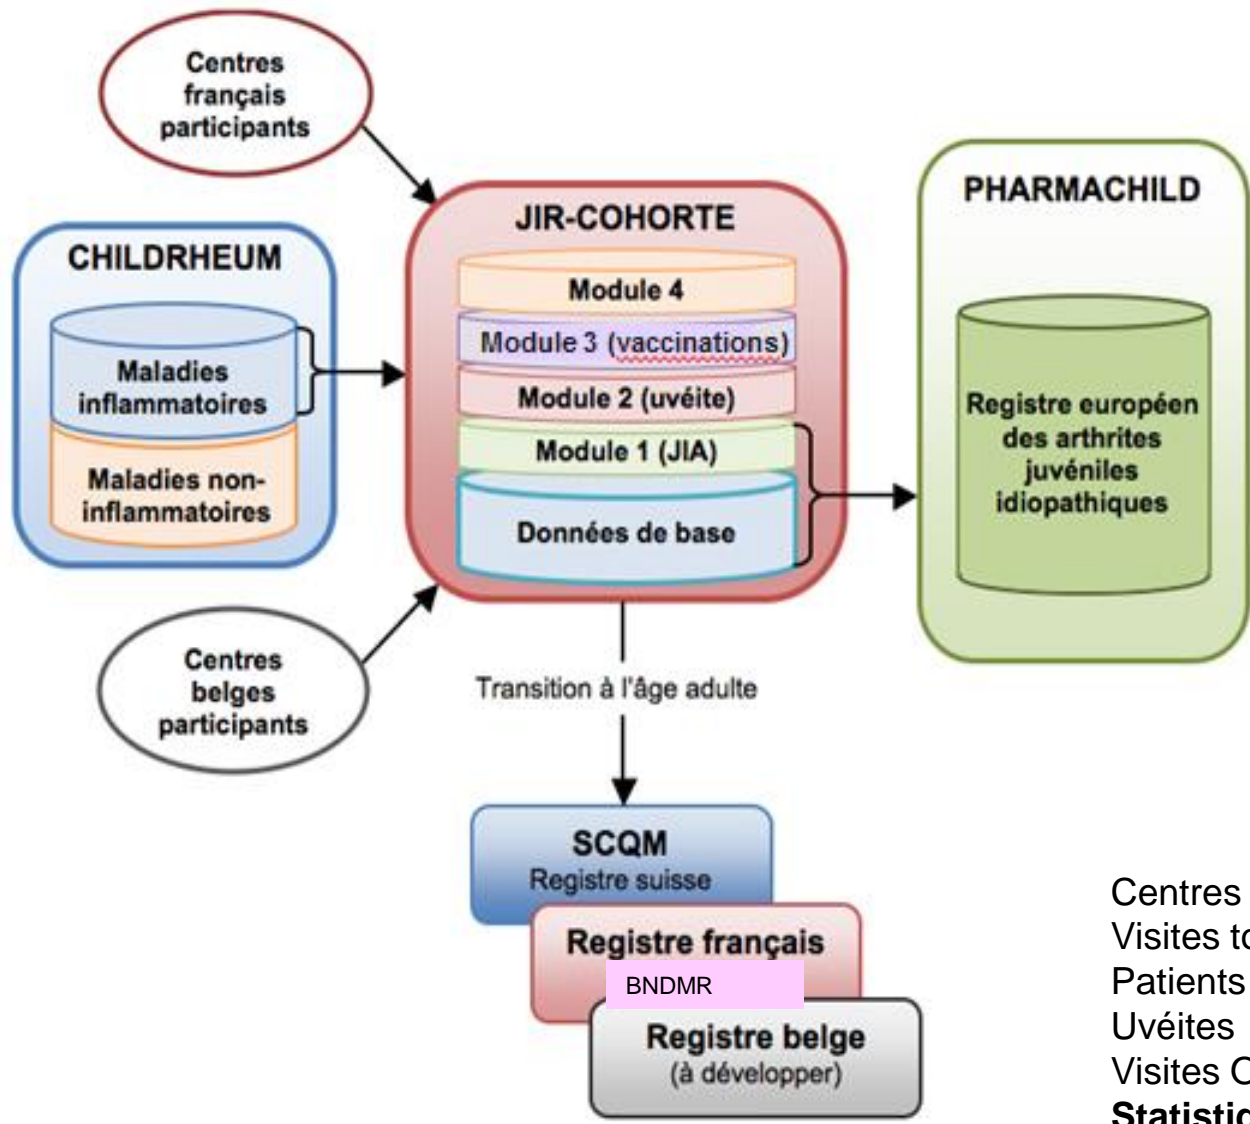 Centres
français
participants
CHILDRHEUM
Maladies
inflammatoires
Maladies non-
inflammatoires
Centres
belges
participants
JIR-COHORTE
Module 4
Module 3 (vaccinations)
Module 2 (uvéite)
Module 1 (JIA)
Données de base
PHARMACHILD
Registre européen
des arthrites
juvéniles
idiopathiques
Transition à l'âge adulte
SCQM
Registre suisse
Registre français
BNDMR
Registre belge
(à développer)
Centres
Visites
Patients
Uvéites
Visites